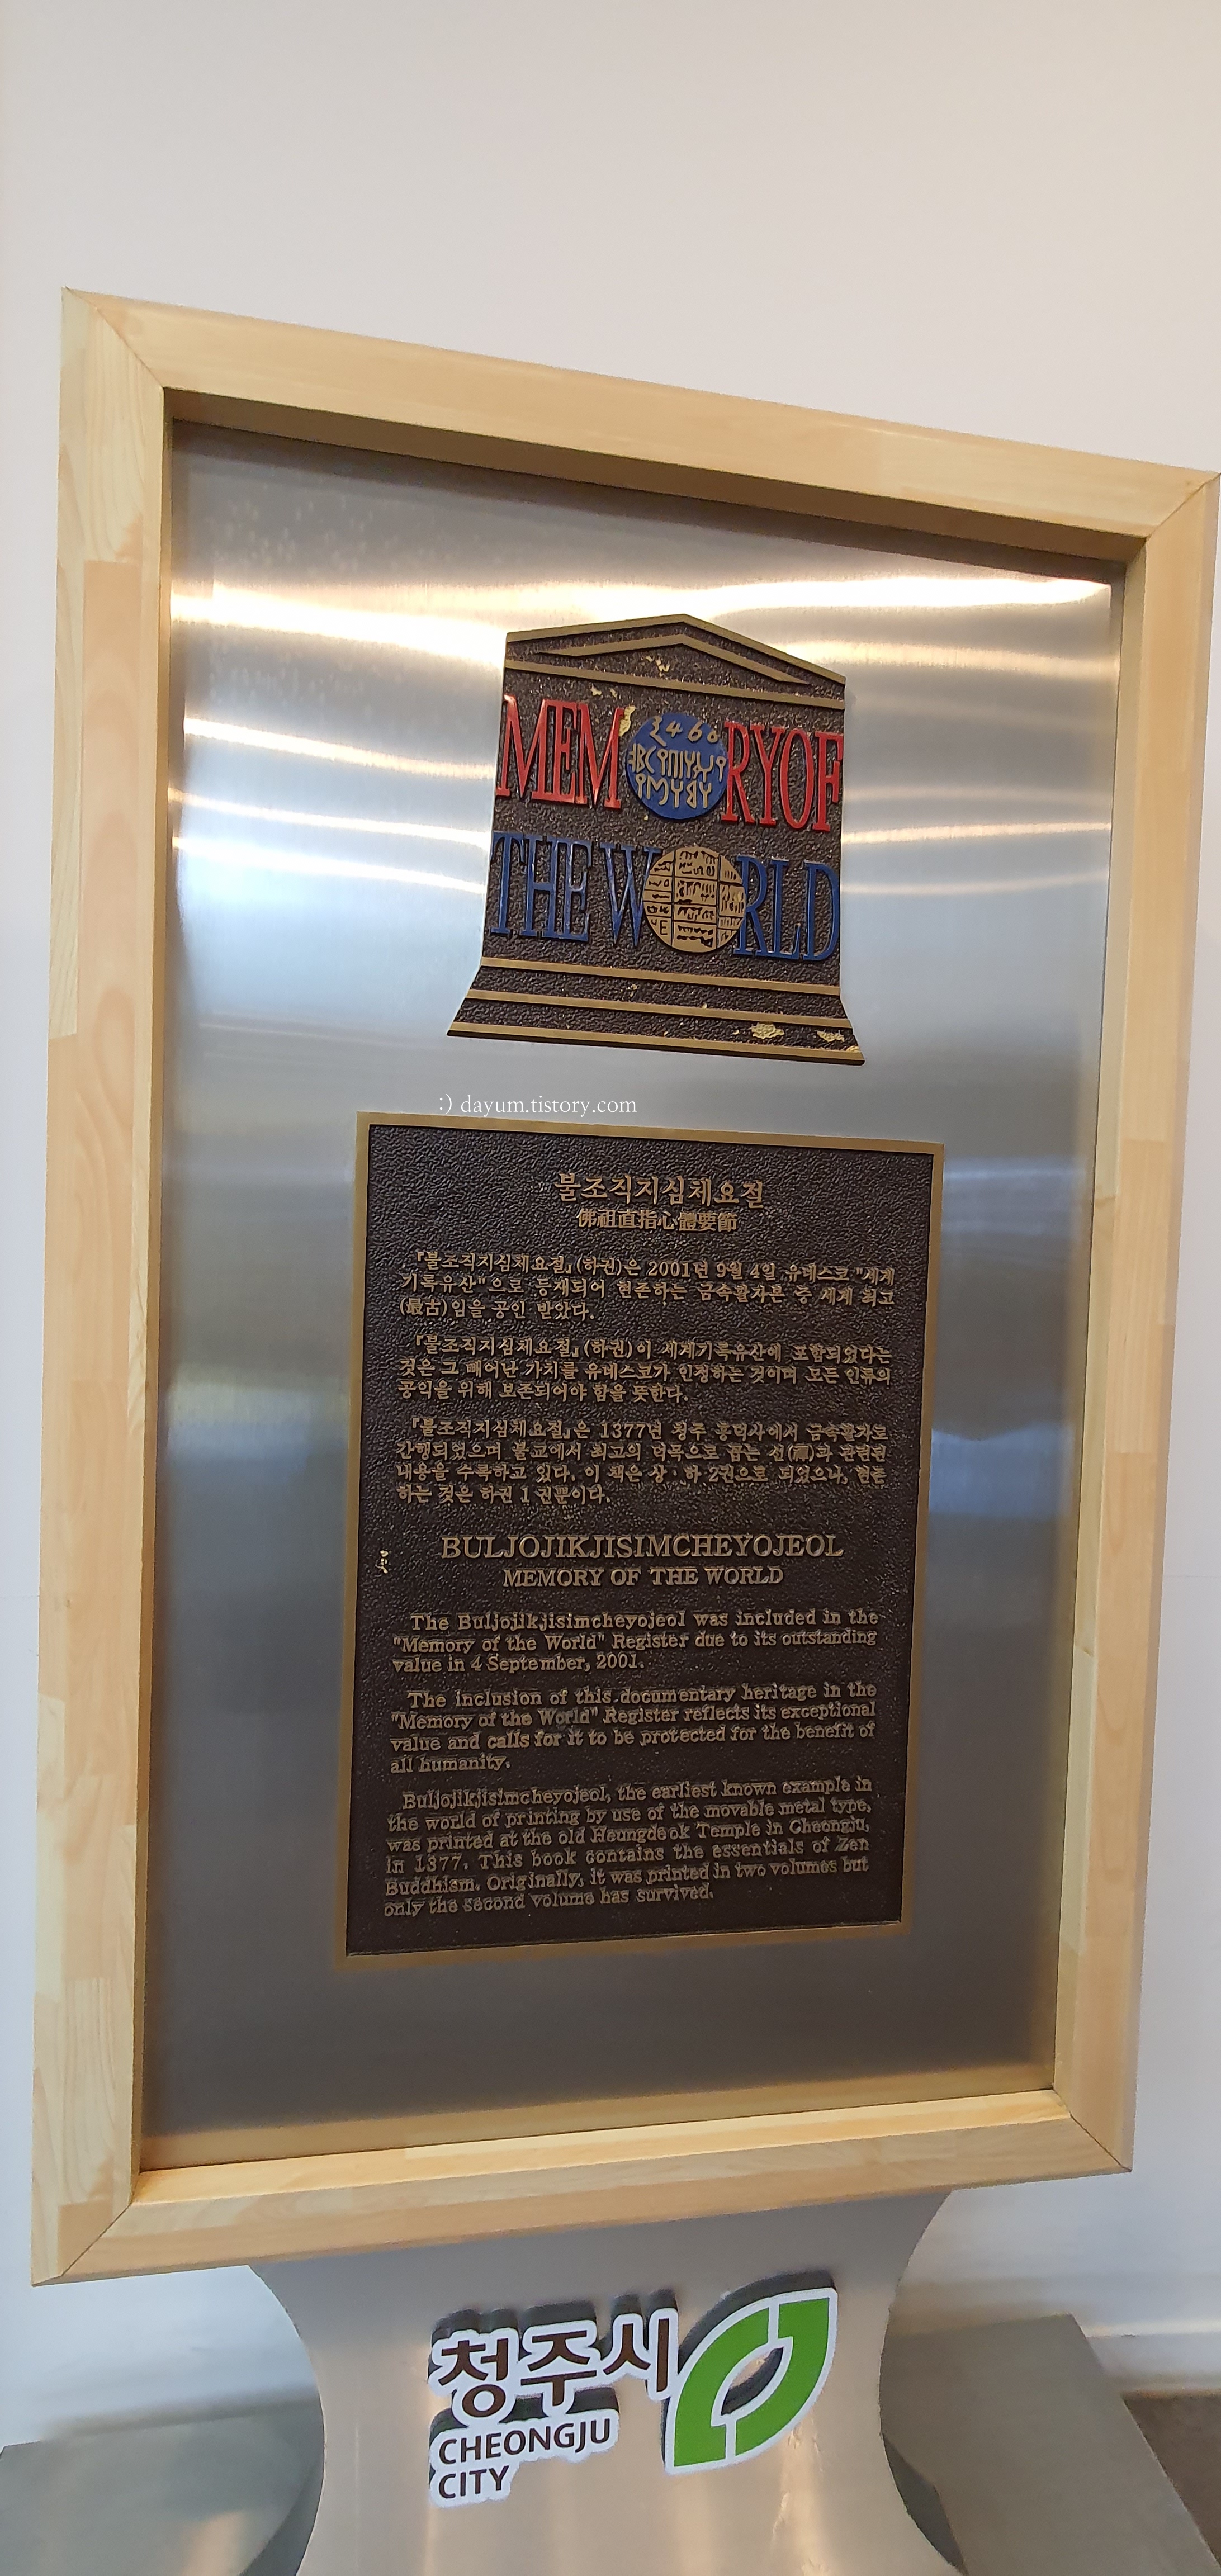 MEMORY OF
THE WORLD
:) dayum.tistory.com
불조직지심체요절
佛祖直指心體要節
『불조직지심체요절』(하권)은 2001년 9월 4일 유네스코 "세계
기록유산"으로 등재되어 현존하는 금속활자본 중 세계 최고
(最古)임을 공인 받았다.
『불조직지심체요절』(하권)이 세계기록유산에 포함되었다는
것은 그 빼어난 가치를 유네스코가 인정하는 것이며 모든 인류의
공익을 위해 보존되어야 함을 뜻한다.
『불조직지심체요절』은 1377년 청주 흥덕사에서 금속활자로
간행되었으며 불교에서 최고의 덕목으로 꼽는 선(禪)과 관련된
내용을 수록하고 있다. 이 책은 상·하 2권으로 되었으나, 현존
하는 것은 하권 1권뿐이다.
BULJOJIKJISIMCHEYOJEOL
MEMORY OF THE WORLD
The Buljojikjisimcheyojeol was included in the
"Memory of the World" Register due to its outstanding
value in 4 September, 2001.
The inclusion of this documentary heritage in the
"Memory of the World" Register reflects its exceptional
value and calls for it to be protected for the benefit of
all humanity.
Buljojikjisimcheyojeol, the earliest known example in
the world of printing by use of the movable metal type,
was printed at the old Heungdeok Temple in Cheongju,
in 1377. This book contains the essentials of Zen
Buddhism. Originally, it was printed in two volumes but
only the second volume has survived.
청주시
CHEONGJU
CITY